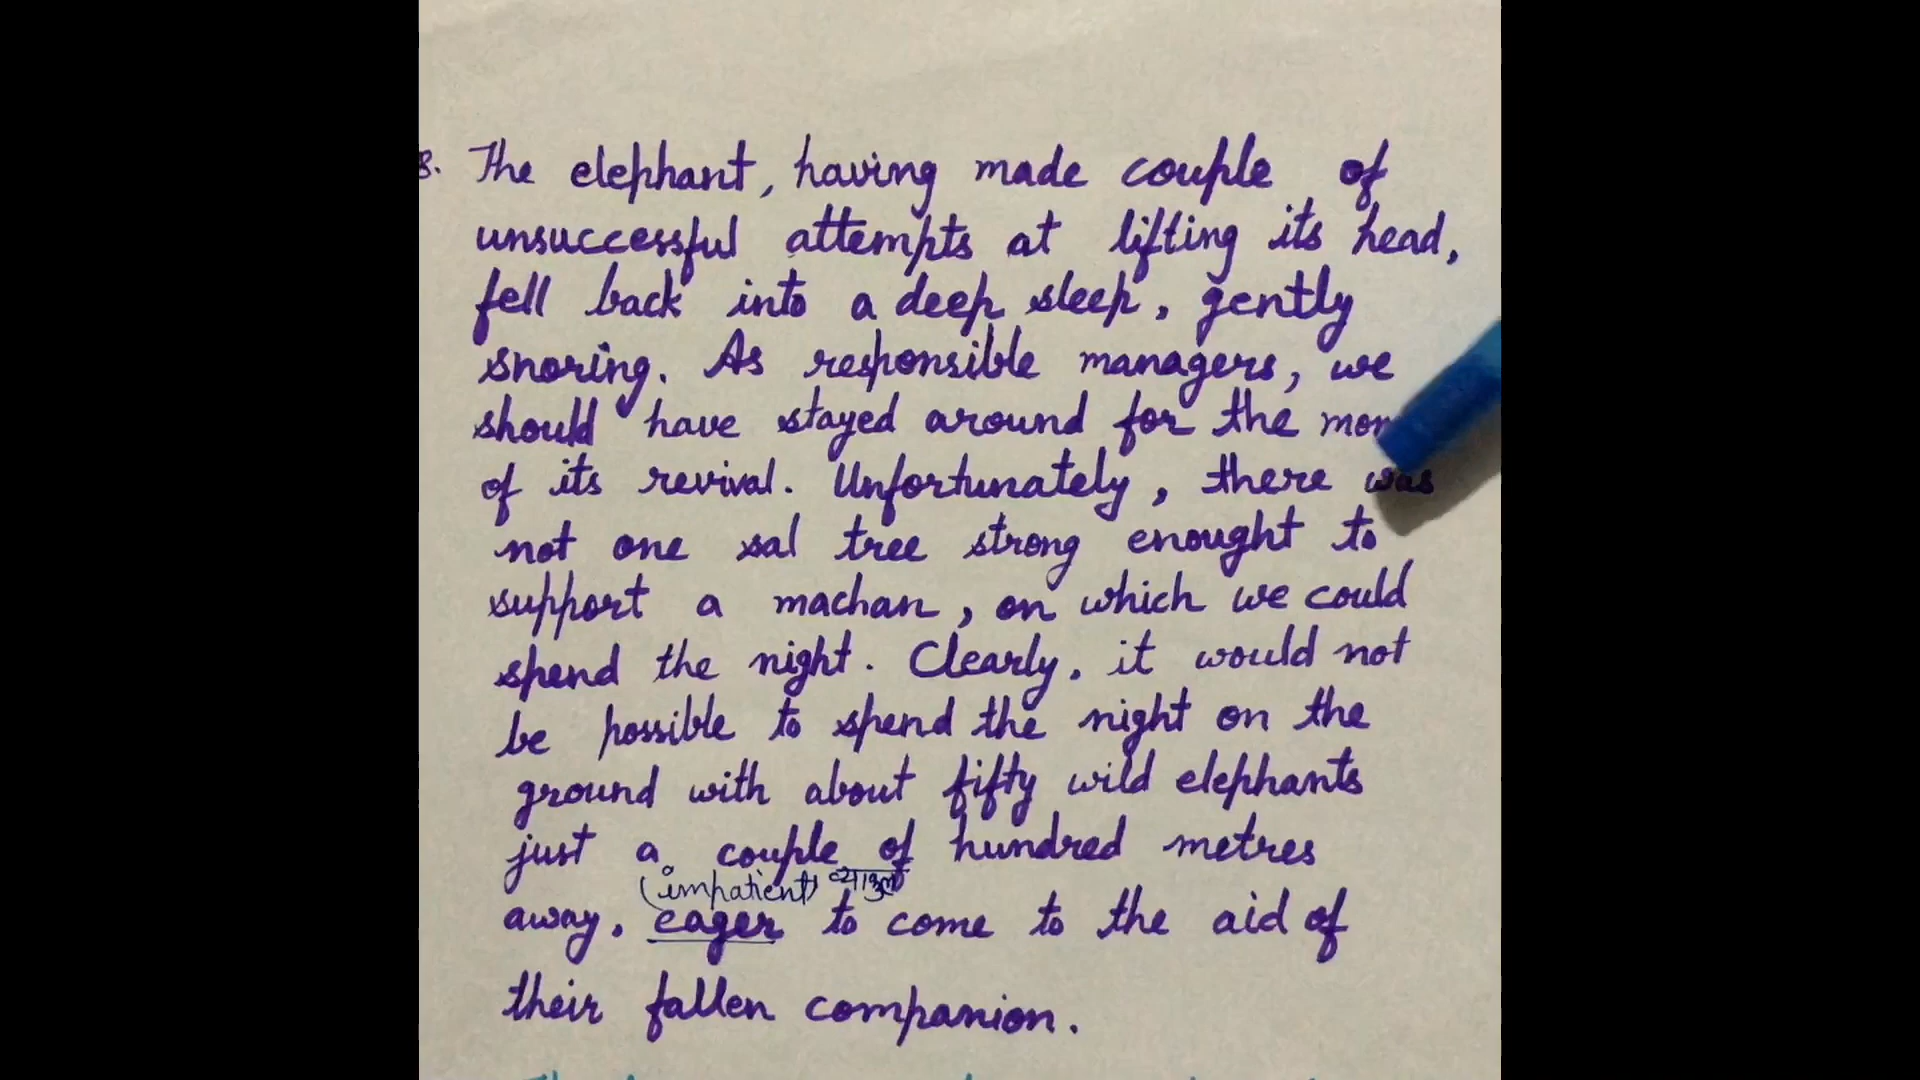 8. The elephant, having made couple of
unsuccessful attempts at lifting its head,
fell back into a deep sleep, gently
snoring. As responsible managers, we
should have stayed around for the
of its revival. Unfortunately, there was
not one sal tree strong enought to
support a machan, on which we could
spend the night. Clearly, it would not
be possible to spend the night on the
ground with about fifty wild elephants
just a couple of hundred metres
(impatient)
away, eager to come to the aid of
their fallen companion.